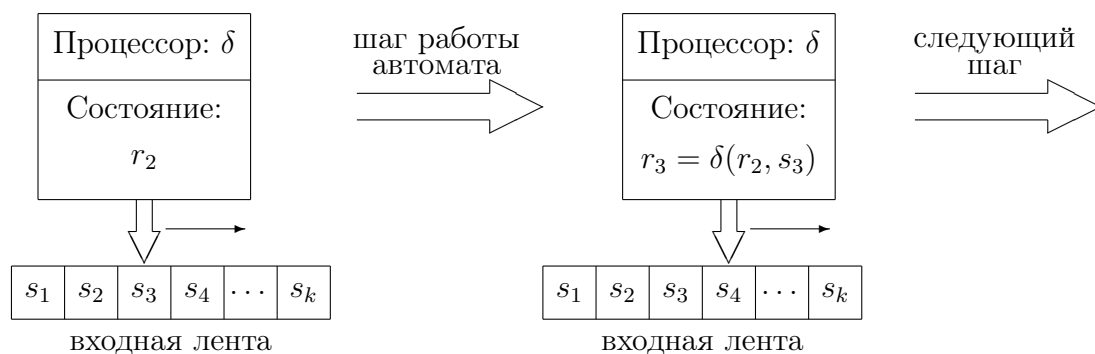 Процессор: δ
Состояние:
r₂
шаг работы
автомата
Процессор: δ
Состояние:
r₃ = δ(r₂, s₃)
следующий
шаг
s₁ s₂ s₃ s₄ ··· sₖ
входная лента
s₁ s₂ s₃ s₄ ··· sₖ
входная лента